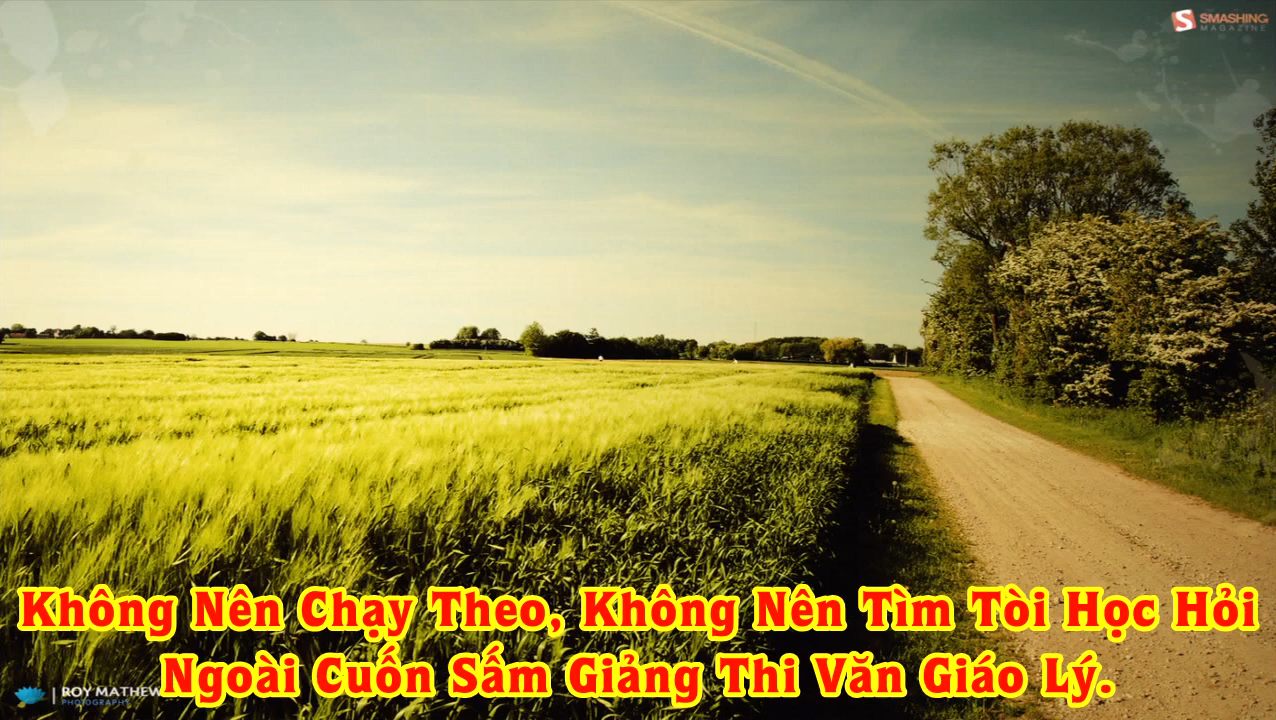 SMASHING
MAGAZINE
Không Nên Chạy Theo, Không Nên Tìm Tòi Học Hỏi
Ngoài Cuốn Sấm Giảng Thi Văn Giáo Lý.
ROY MATHEW
PHOTOGRAPHY